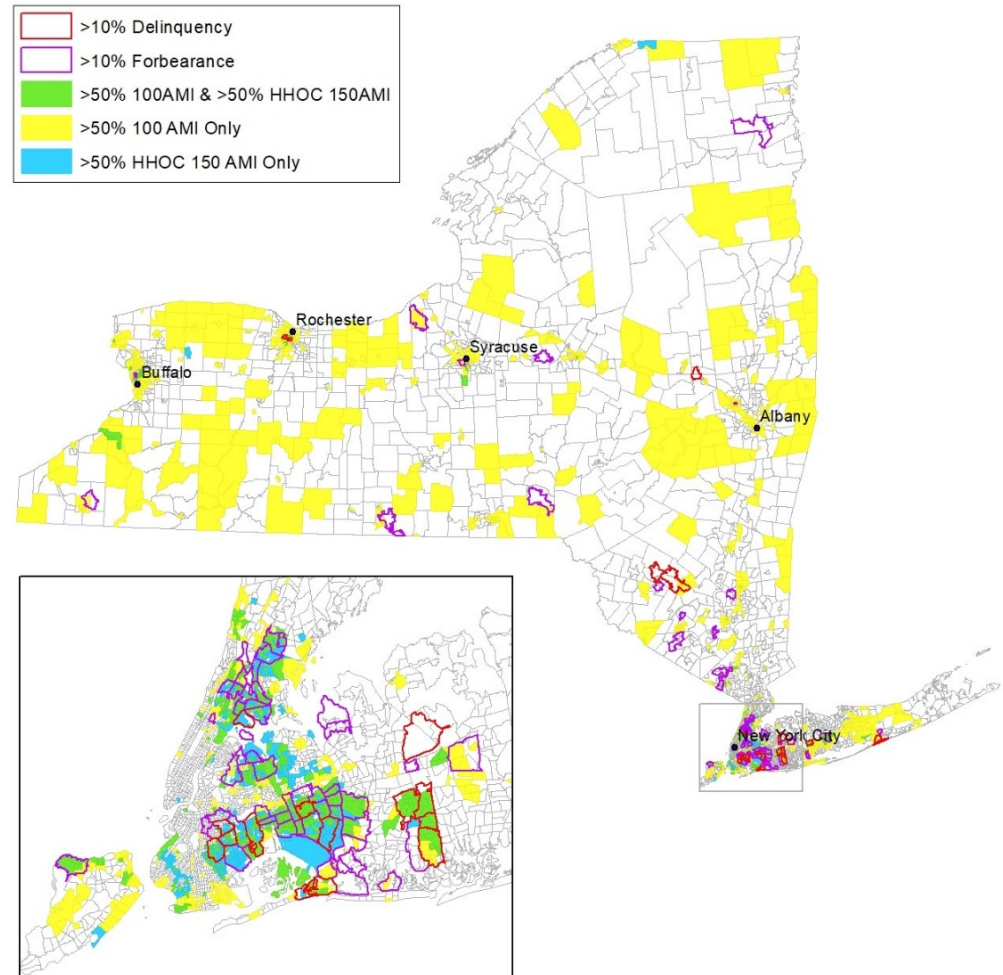 >10% Delinquency
>10% Forbearance
>50% 100AMI & >50% HHOC 150AMI
>50% 100 AMI Only
>50% HHOC 150 AMI Only
Rochester
Syracuse
Buffalo
Albany
New York City